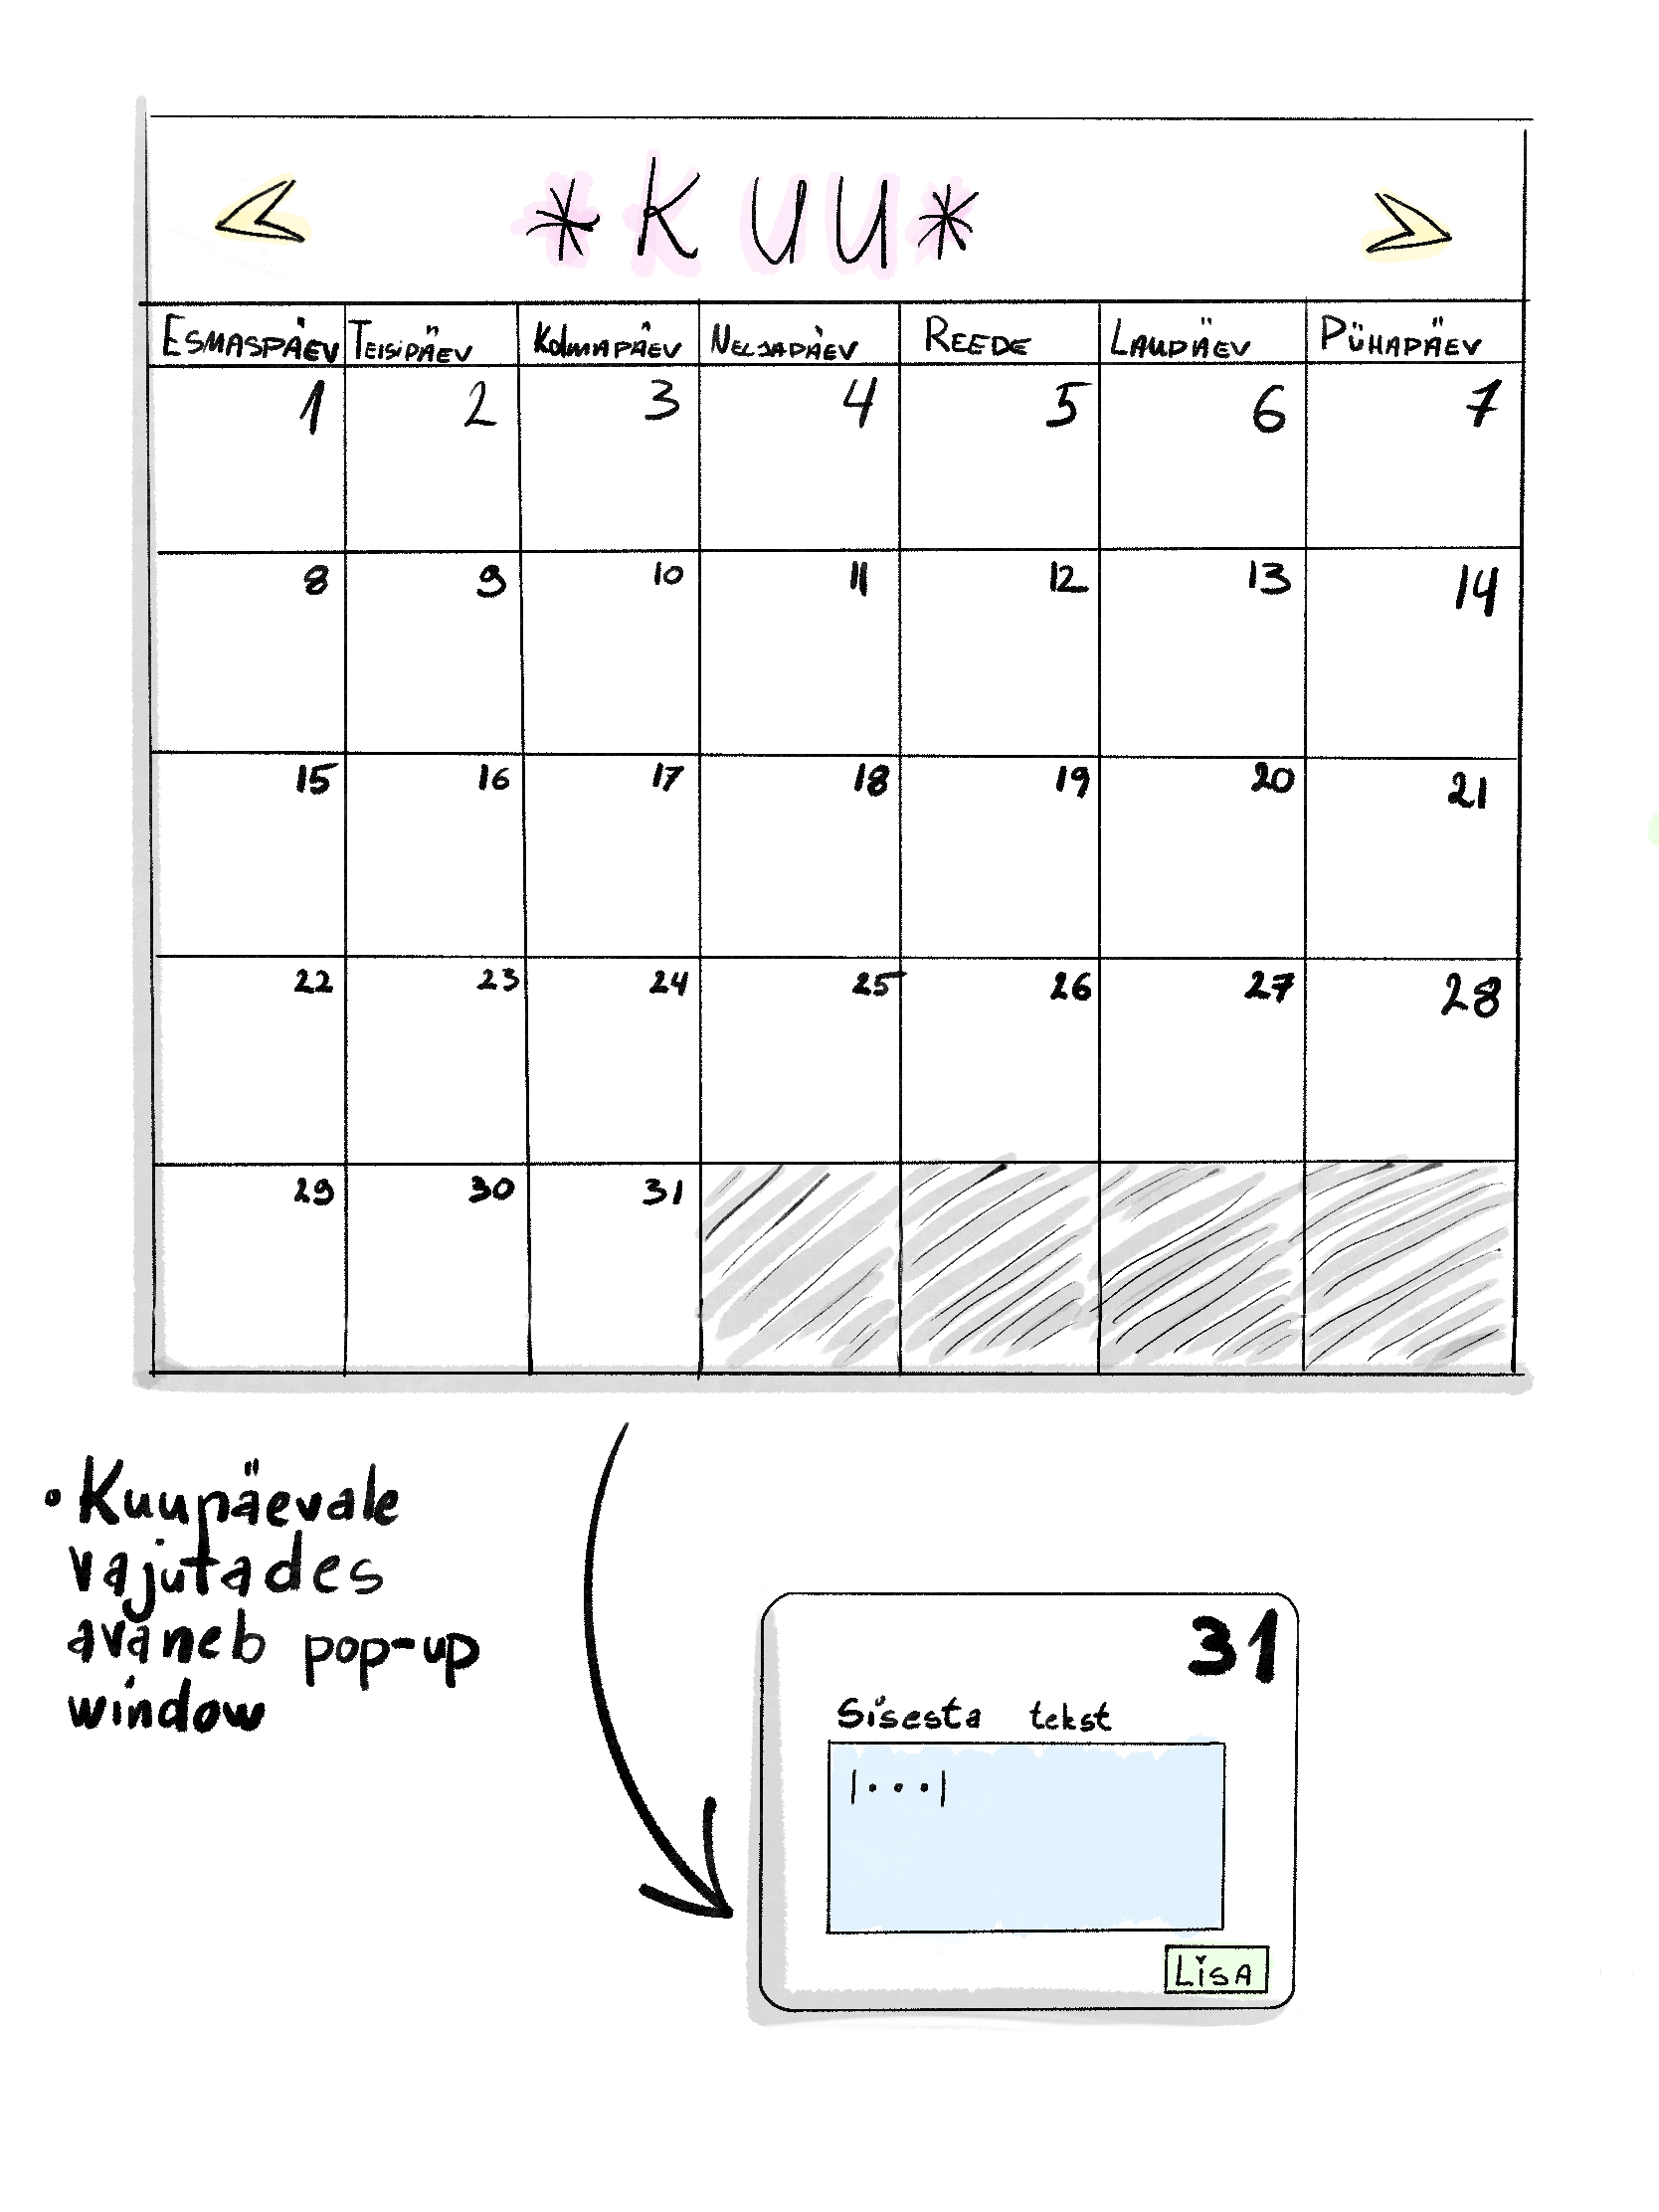 < *KUU* >
ESMASPÄEV TEISIPÄEV KOLMAPÄEV NELJAPÄEV REEDE LAUPÄEV PÜHAPÄEV
1 2 3 4 5 6 7
8 9 10 11 12 13 14
15 16 17 18 19 20 21
22 23 24 25 26 27 28
29 30 31
• Kuupäevale
vajutades
avaneb pop-up
window
31
Sisesta tekst
|...|
LISA